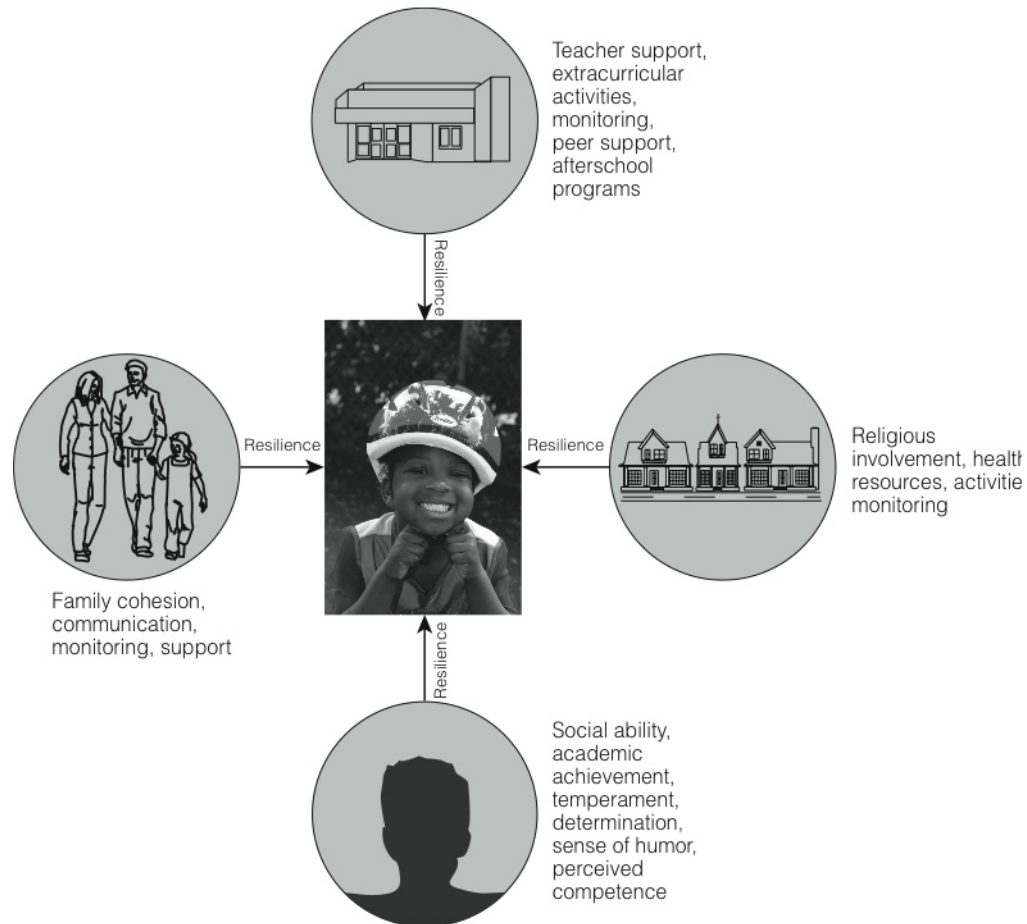 Teacher support,
extracurricular
activities,
monitoring,
peer support,
afterschool
programs
Resilience
Resilience
Resilience
Religious
involvement, health
resources, activitie
monitoring
Family cohesion,
communication,
monitoring, support
Resilience
Social ability,
academic
achievement,
temperament,
determination,
sense of humor,
perceived
competence